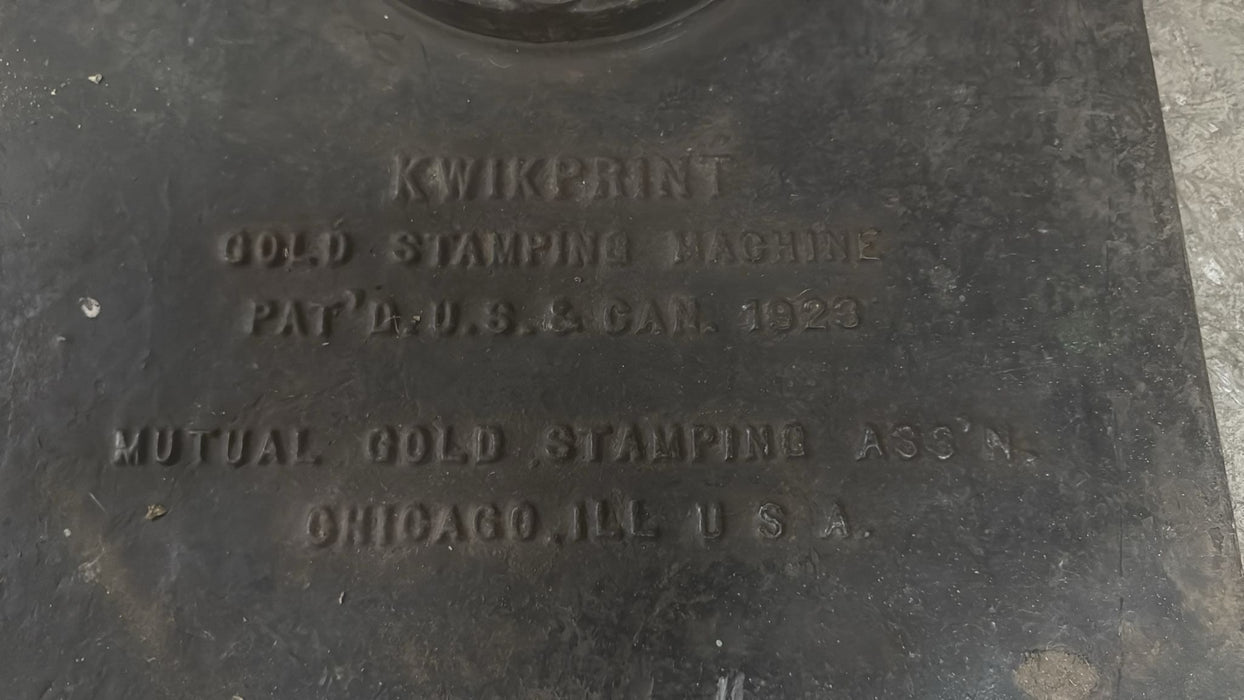 KWIKPRINT
GOLD STAMPING MACHINE
PAT'D. U.S. & CAN. 1923
MUTUAL GOLD STAMPING ASS'N.
CHICAGO, ILL U S A.